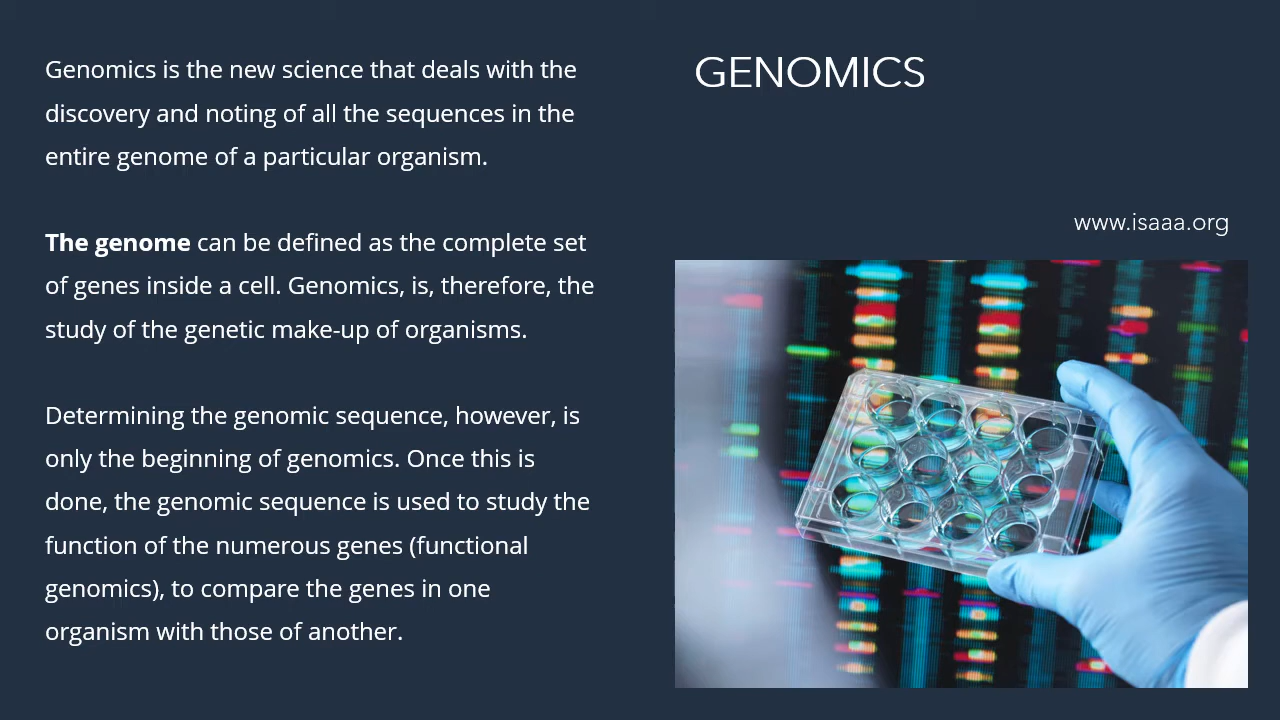 Genomics is the new science that deals with the
discovery and noting of all the sequences in the
entire genome of a particular organism.
The genome can be defined as the complete set
of genes inside a cell. Genomics, is, therefore, the
study of the genetic make-up of organisms.
Determining the genomic sequence, however, is
only the beginning of genomics. Once this is
done, the genomic sequence is used to study the
function of the numerous genes (functional
genomics), to compare the genes in one
organism with those of another.
GENOMICS
www.isaaa.org